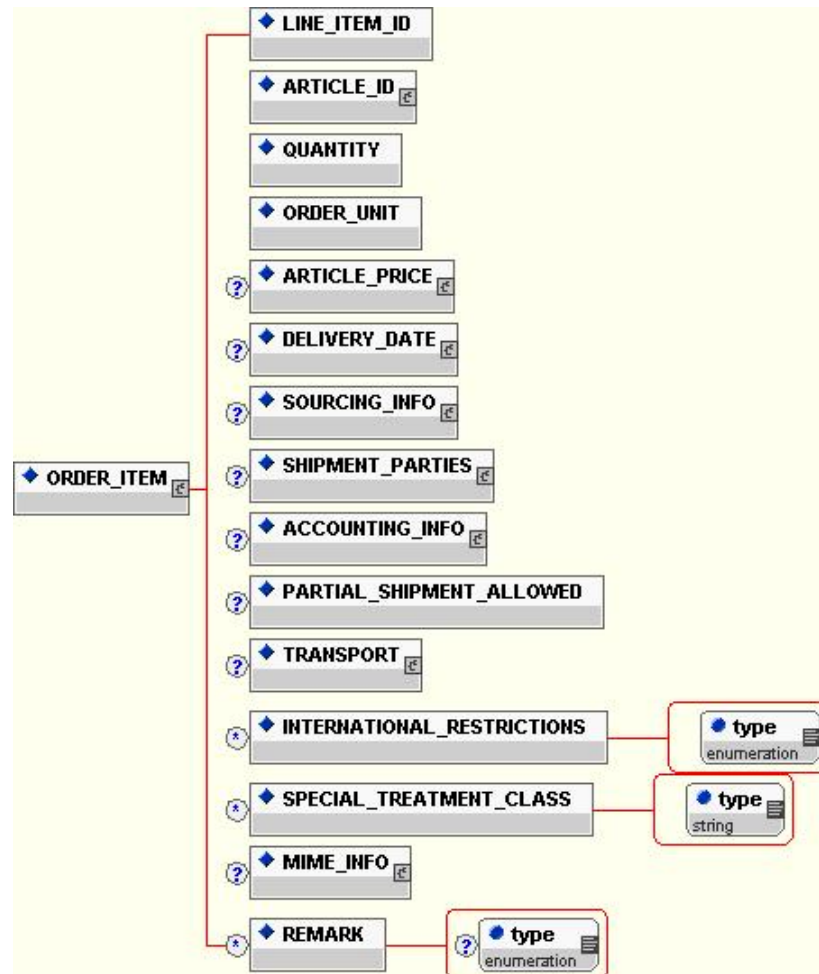 LINE_ITEM_ID
ARTICLE_ID
QUANTITY
ORDER_UNIT
? ARTICLE_PRICE
? DELIVERY_DATE
? SOURCING_INFO
ORDER_ITEM
? SHIPMENT_PARTIES
? ACCOUNTING_INFO
? PARTIAL_SHIPMENT_ALLOWED
? TRANSPORT
* INTERNATIONAL_RESTRICTIONS type
enumeration
* SPECIAL_TREATMENT_CLASS type
string
? MIME_INFO
* REMARK ? type
enumeration